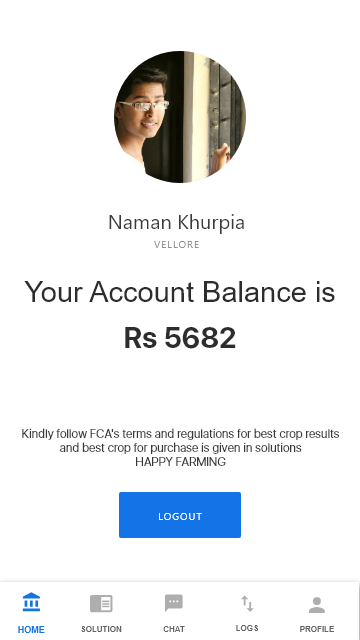 Naman Khurpia
VELLORE
Your Account Balance is
Rs 5682
Kindly follow FCA's terms and regulations for best crop results
and best crop for purchase is given in solutions
HAPPY FARMING
LOGOUT
HOME SOLUTION CHAT LOGS PROFILE